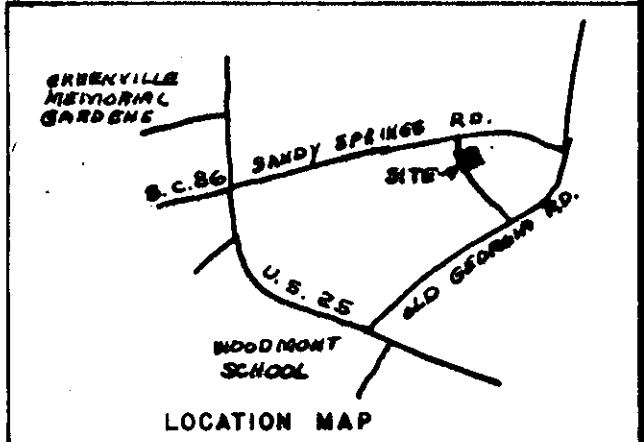 GREENVILLE
MEMORIAL
GARDENS
S.C. 86
SANDY SPRINGS RD.
SITE
OLD GEORGIA RD.
U.S. 25
WOODMONT
SCHOOL
LOCATION MAP